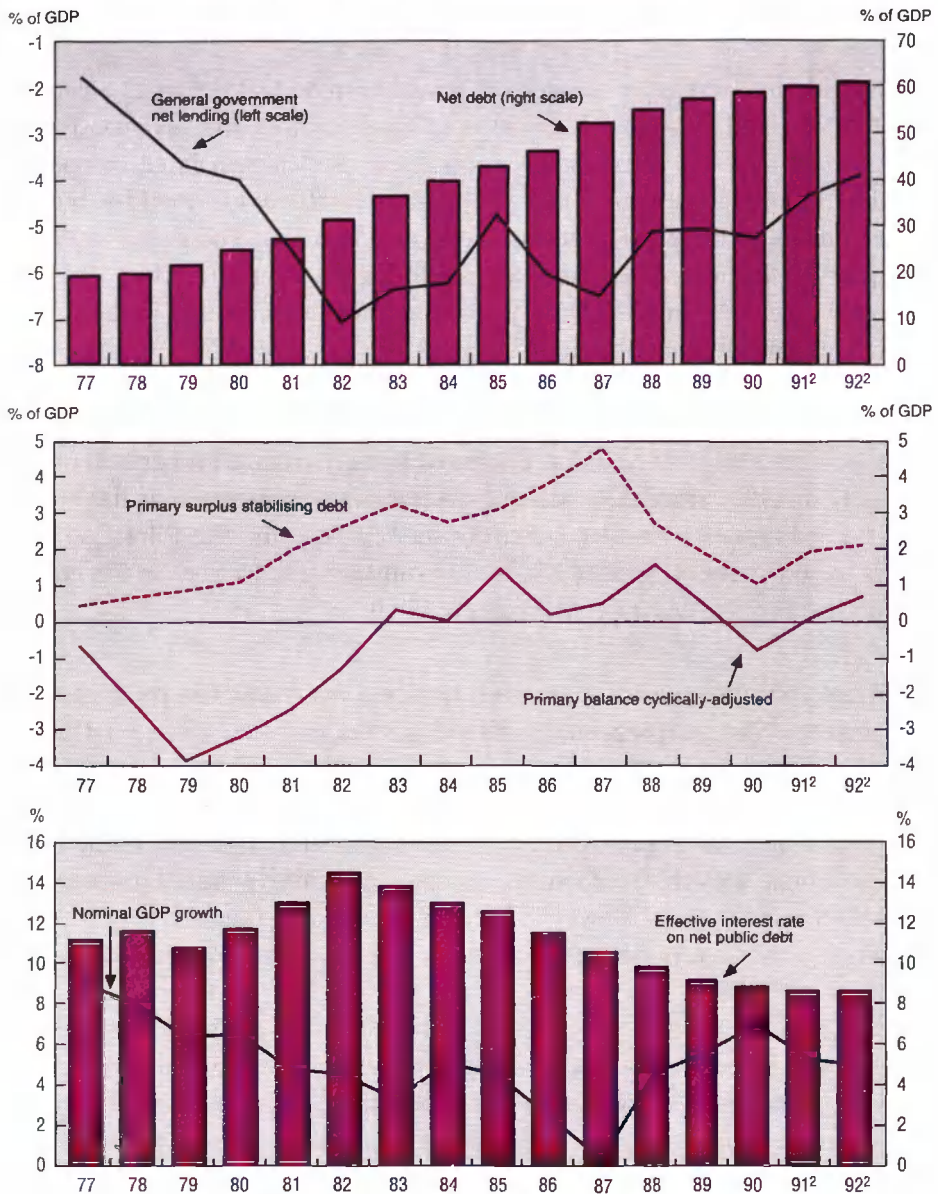 % of GDP % of GDP
-1 70
-2 60
-3 50
-4 40
-5 30
-6 20
-7 10
-8 0
General government
net lending (left scale)
Net debt (right scale)
77 78 79 80 81 82 83 84 85 86 87 88 89 90 91² 92²
% of GDP % of GDP
5 5
4 4
3 3
2 2
1 1
0 0
-1 -1
-2 -2
-3 -3
-4 -4
Primary surplus stabilising debt
Primary balance cyclically-adjusted
77 78 79 80 81 82 83 84 85 86 87 88 89 90 91² 92²
% %
16 16
14 14
12 12
10 10
8 8
6 6
4 4
2 2
0 0
Nominal GDP growth
Effective interest rate
on net public debt
77 78 79 80 81 82 83 84 85 86 87 88 89 90 91² 92²